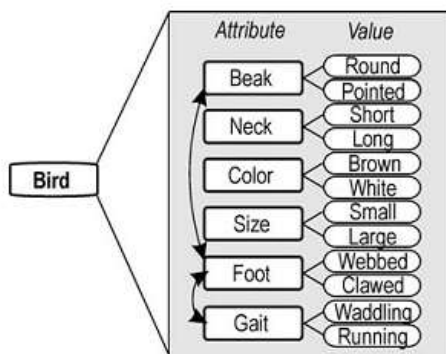 Attribute Value
Beak Round
Pointed
Neck Short
Long
Color Brown
White
Bird
Size Small
Large
Foot Webbed
Clawed
Gait Waddling
Running